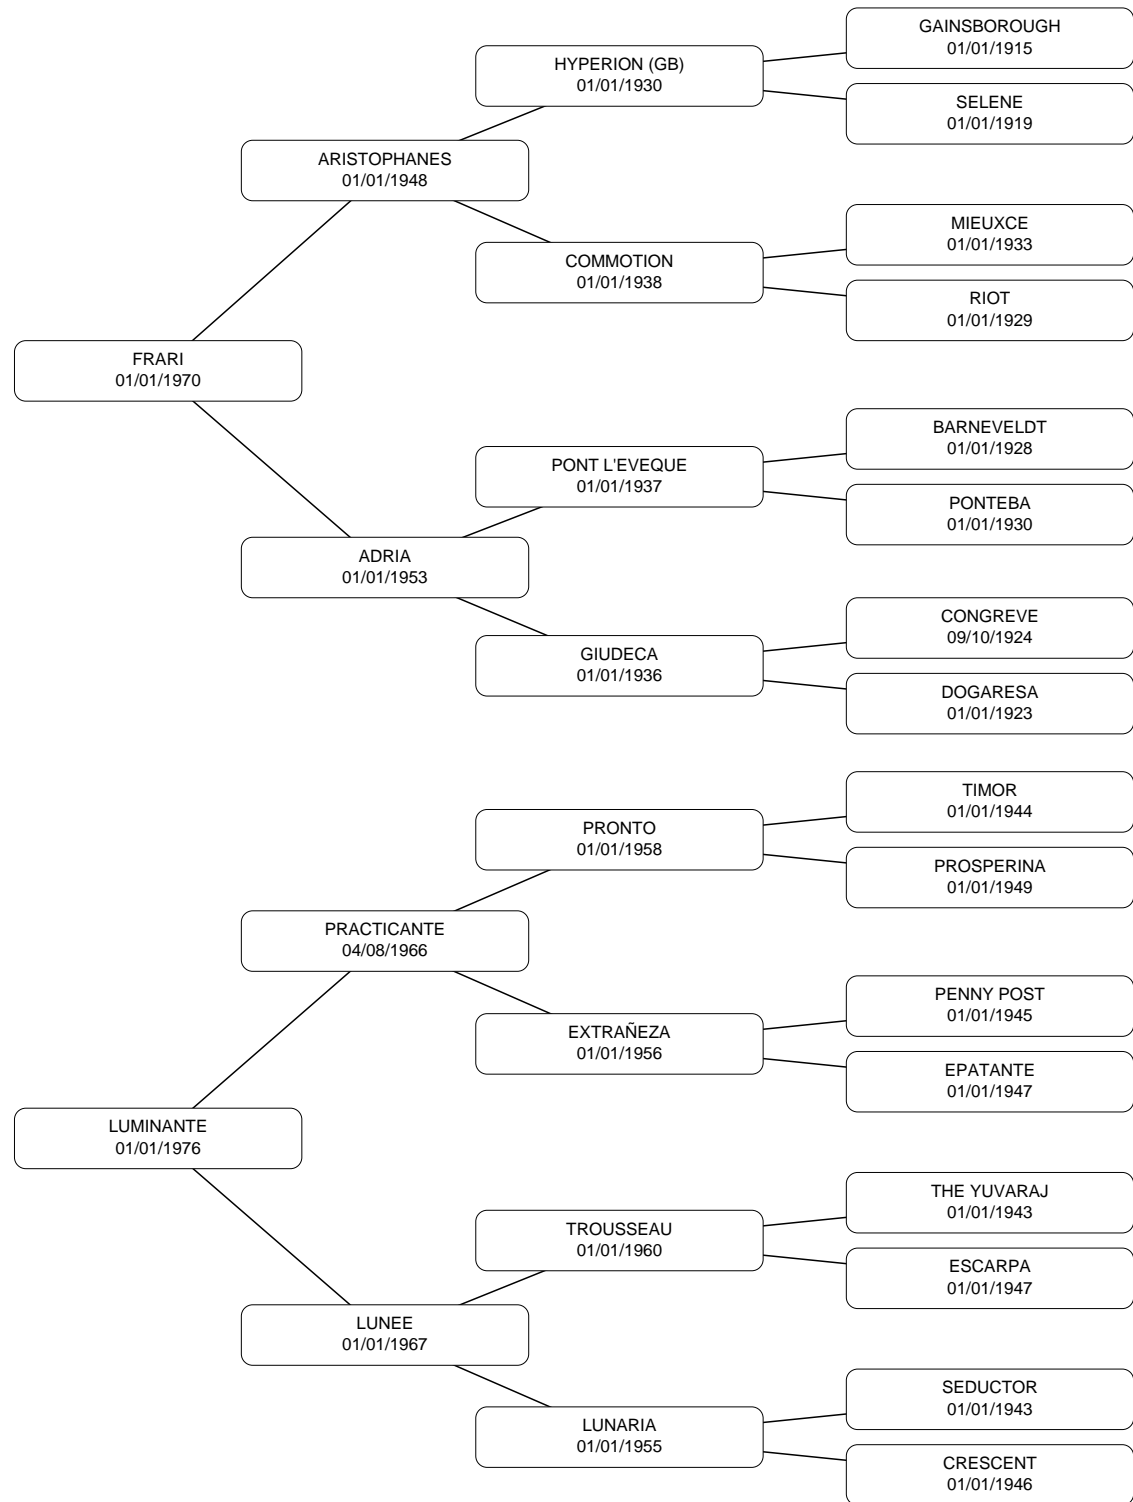 GAINSBOROUGH
01/01/1915
HYPERION (GB)
01/01/1930
SELENE
01/01/1919
ARISTOPHANES
01/01/1948
MIEUXCE
01/01/1933
COMMOTION
01/01/1938
RIOT
01/01/1929
FRARI
01/01/1970
BARNEVELDT
01/01/1928
PONT L'EVEQUE
01/01/1937
PONTEBA
01/01/1930
ADRIA
01/01/1953
CONGREVE
09/10/1924
GIUDECA
01/01/1936
DOGARESA
01/01/1923
TIMOR
01/01/1944
PRONTO
01/01/1958
PROSPERINA
01/01/1949
PRACTICANTE
04/08/1966
PENNY POST
01/01/1945
EXTRAÑEZA
01/01/1956
EPATANTE
01/01/1947
LUMINANTE
01/01/1976
THE YUVARAJ
01/01/1943
TROUSSEAU
01/01/1960
ESCARPA
01/01/1947
LUNEE
01/01/1967
SEDUCTOR
01/01/1943
LUNARIA
01/01/1955
CRESCENT
01/01/1946